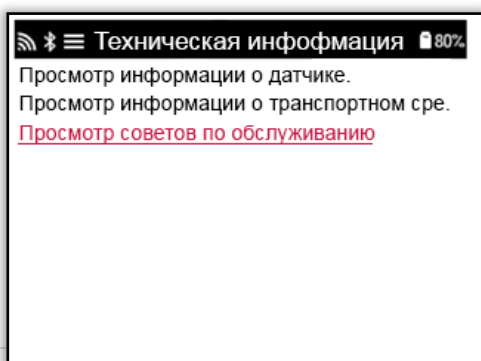 Техническая инфофмация 80%
Просмотр информации о датчике.
Просмотр информации о транспортном сре.
Просмотр советов по обслуживанию